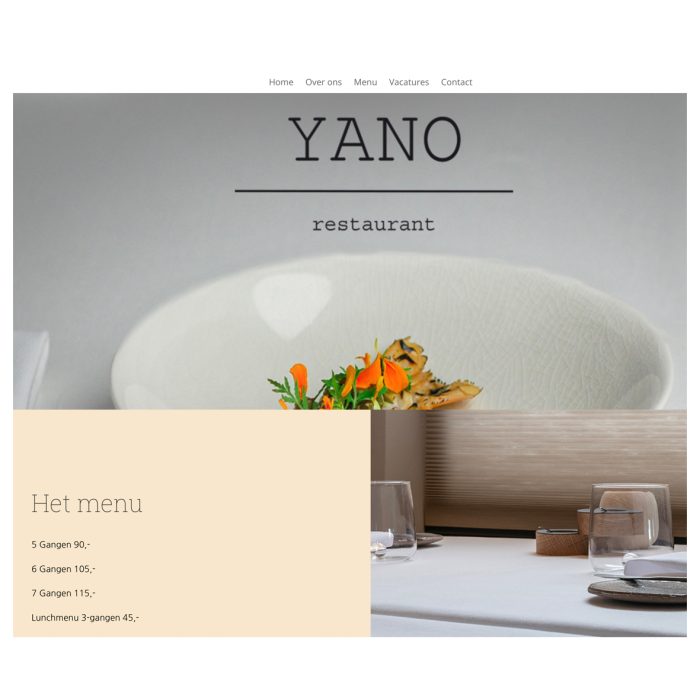 Home Over ons Menu Vacatures Contact
YANO
restaurant
Het menu
5 Gangen 90,-
6 Gangen 105,-
7 Gangen 115,-
Lunchmenu 3-gangen 45,-